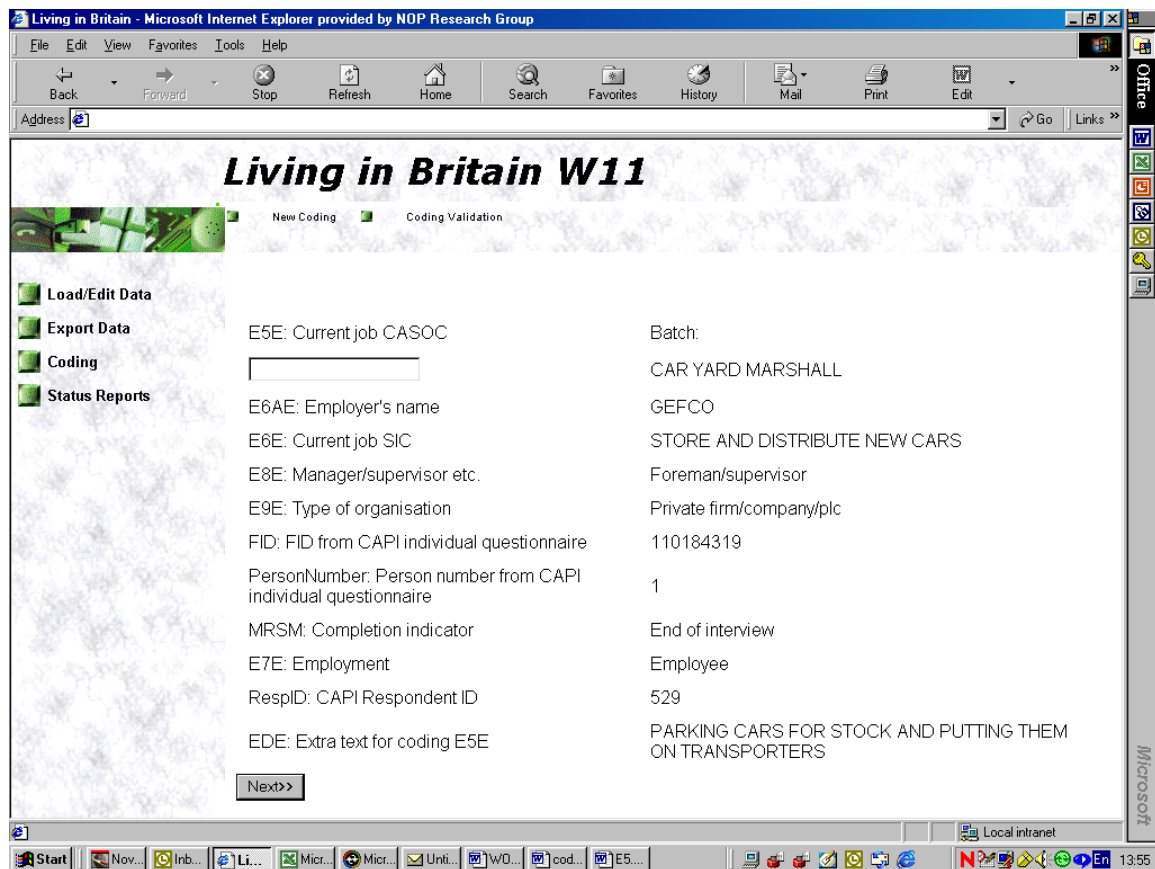 Living in Britain - Microsoft Internet Explorer provided by NOP Research Group
File Edit View Favorites Tools Help
Back Forward Stop Refresh Home Search Favorites History Mail Print Edit »
Address Go Links »
Office
Living in Britain W11
New Coding Coding Validation
Load/Edit Data
Export Data
Coding
Status Reports
E5E: Current job CASOC Batch:
CAR YARD MARSHALL
E6AE: Employer's name GEFCO
E6E: Current job SIC STORE AND DISTRIBUTE NEW CARS
E8E: Manager/supervisor etc. Foreman/supervisor
E9E: Type of organisation Private firm/company/plc
FID: FID from CAPI individual questionnaire 110184319
PersonNumber: Person number from CAPI
individual questionnaire 1
MRSM: Completion indicator End of interview
E7E: Employment Employee
RespID: CAPI Respondent ID 529
EDE: Extra text for coding E5E PARKING CARS FOR STOCK AND PUTTING THEM
ON TRANSPORTERS
Next>>
Microsoft
Local intranet
Start Nov... Inb... Li... Micr... Micr... Unti... WO... cod... E5.... En 13:55